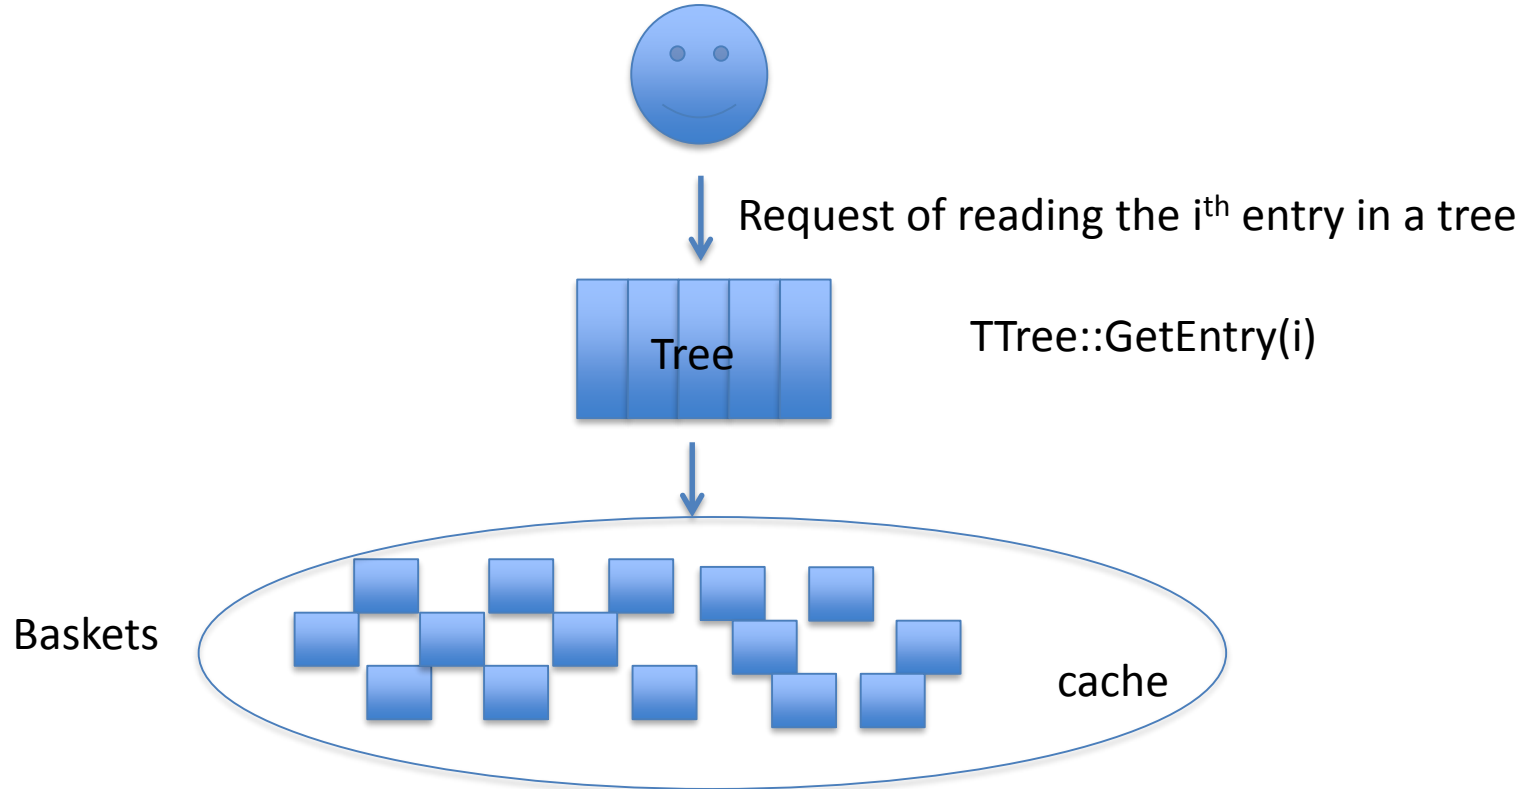 Request of reading the iᵗʰ entry in a tree
TTree::GetEntry(i)
Tree
Baskets
cache